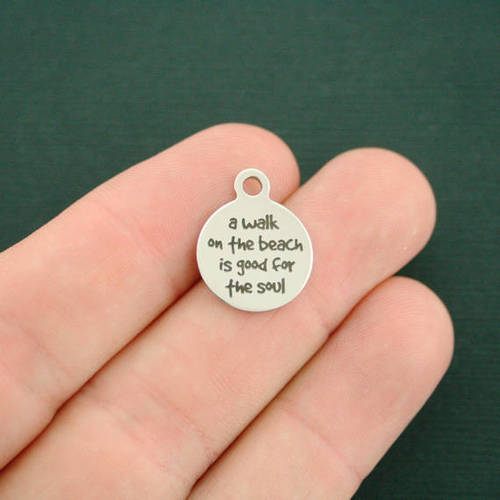 a walk
on the beach
is good for
the soul